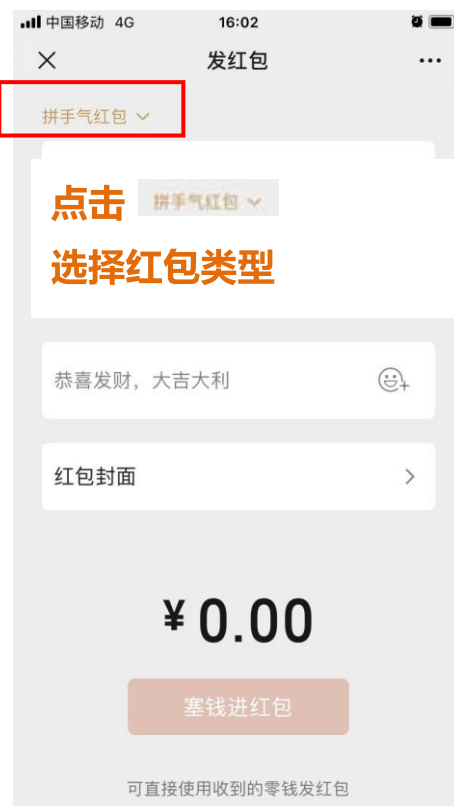 中国移动 4G 16:02
发红包
拼手气红包
点击 拼手气红包
选择红包类型
恭喜发财，大吉大利
红包封面
¥ 0.00
塞钱进红包
可直接使用收到的零钱发红包